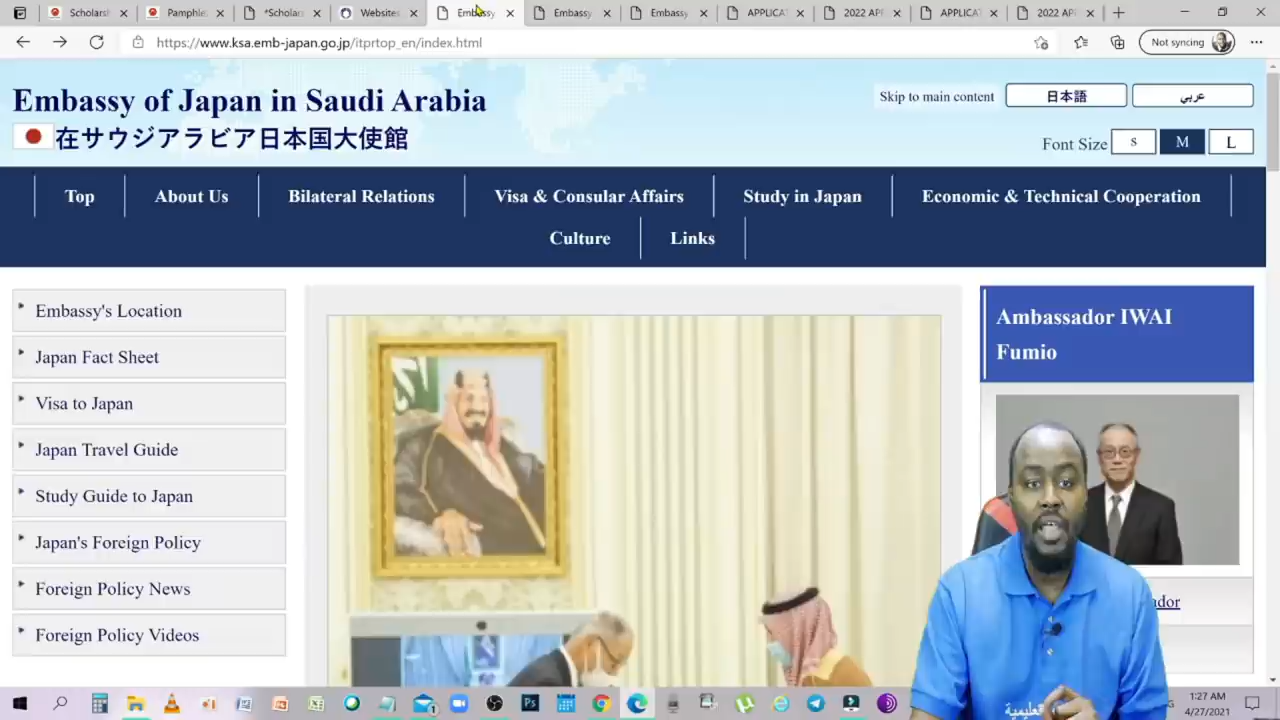 Scholarsh
Pamphle
*Scholars
Websites
Embassy
Embassy
Embassy
APPLICAT
2022 APP
APPLICAT
2022 APP
https://www.ksa.emb-japan.go.jp/itprtop_en/index.html
Not syncing
Embassy of Japan in Saudi Arabia
在サウジアラビア日本国大使館
Skip to main content
日本語
عربي
Font Size
S
M
L
Top
About Us
Bilateral Relations
Visa & Consular Affairs
Study in Japan
Economic & Technical Cooperation
Culture
Links
Embassy's Location
Japan Fact Sheet
Visa to Japan
Japan Travel Guide
Study Guide to Japan
Japan's Foreign Policy
Foreign Policy News
Foreign Policy Videos
Ambassador IWAI
Fumio
1:27 AM
4/27/2021